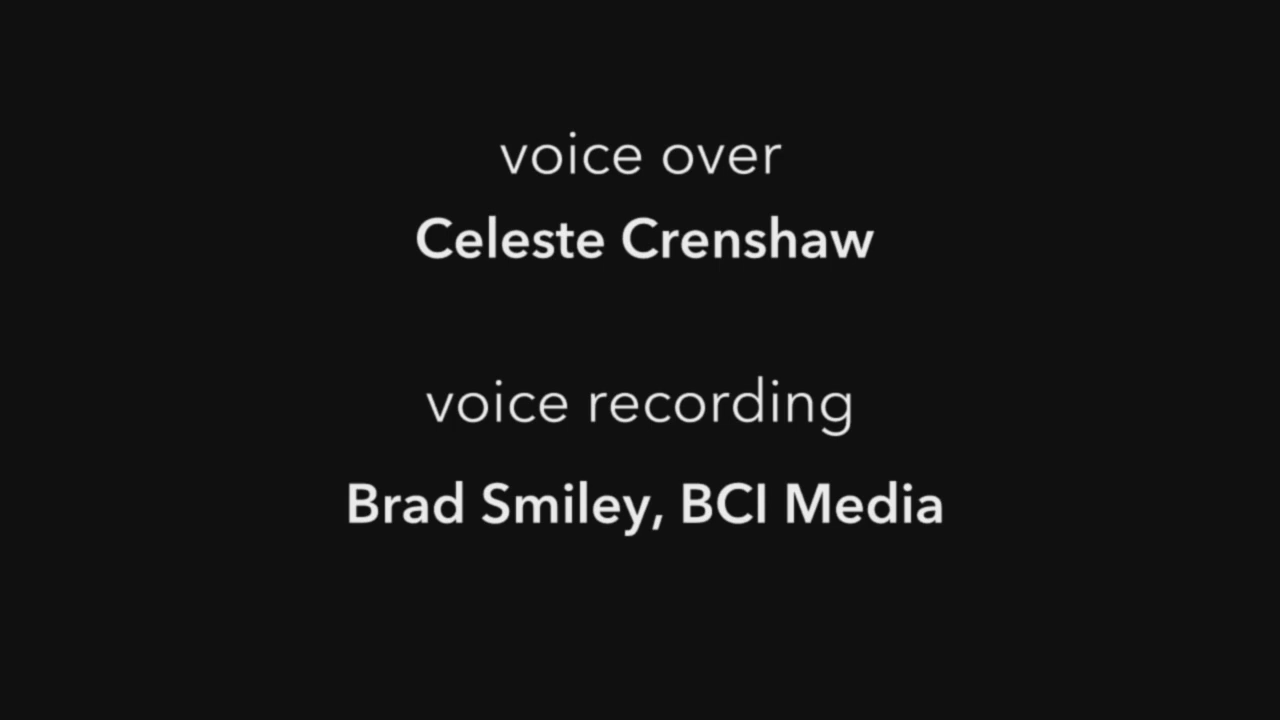 voice over
Celeste Crenshaw
voice recording
Brad Smiley, BCI Media